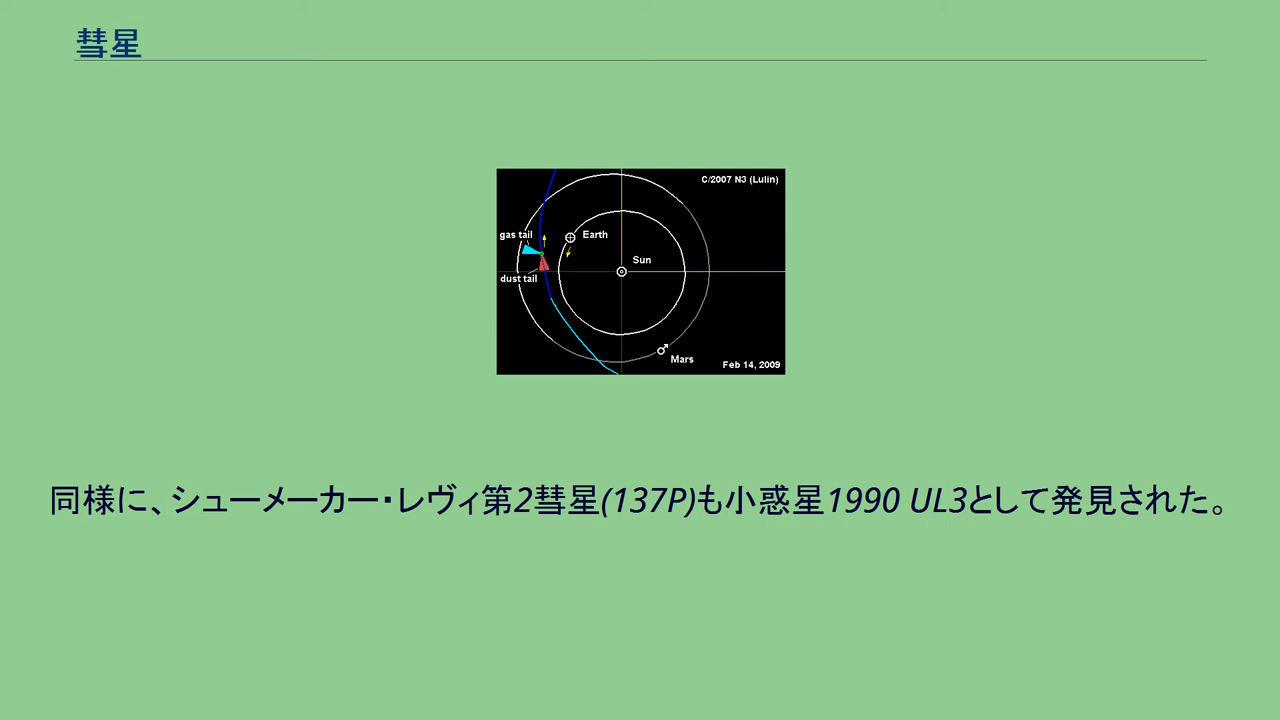 彗星
C/2007 N3 (Lulin)
gas tail
Earth
Sun
dust tail
Mars
Feb 14, 2009
同様に、シューメーカー・レヴィ第2彗星(137P)も小惑星1990 UL3として発見された。